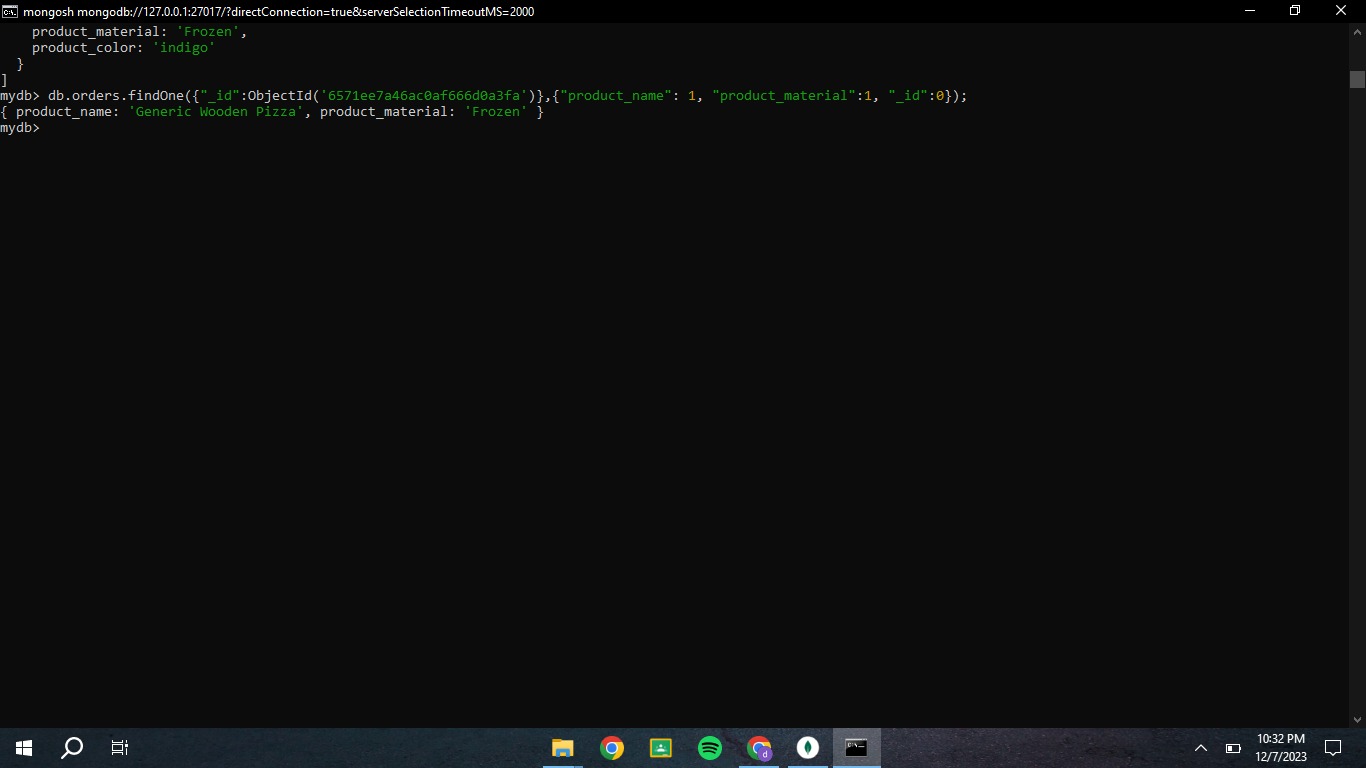 mongosh mongodb://127.0.0.1:27017/?directConnection=true&serverSelectionTimeoutMS=2000
product_material: 'Frozen',
product_color: 'indigo'
}
]
mydb> db.orders.findOne({"_id":ObjectId('6571ee7a46ac0af666d0a3fa')},{"product_name": 1, "product_material":1, "_id":0});
{ product_name: 'Generic Wooden Pizza', product_material: 'Frozen' }
mydb>
10:32 PM
12/7/2023